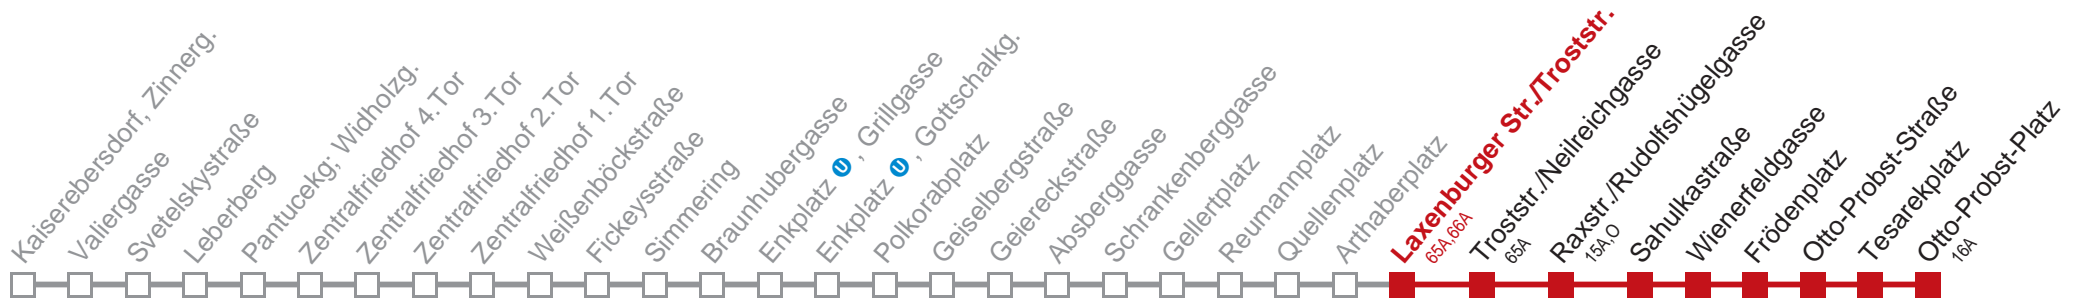 Kaiserebersdorf, Zinnerg.
Valiergasse
Svetelskystraße
Leberberg
Pantucekg; Widholzg.
Zentralfriedhof 4.Tor
Zentralfriedhof 3.Tor
Zentralfriedhof 2.Tor
Zentralfriedhof 1.Tor
Weißenböckstraße
Fickeysstraße
Simmering
Braunhubergasse
Enkplatz U, Grillgasse
Enkplatz U, Gottschalkg.
Polkorabplatz
Geiselbergstraße
Geiereckstraße
Absberggasse
Schrankenberggasse
Gellertplatz
Reumannplatz
Quellenplatz
Arthaberplatz
Laxenburger Str./Troststr.
65A,66A
Troststr./Neilreichgasse
65A
Raxstr./Rudolfshügelgasse
15A,O
Sahulkastraße
Wienerfeldgasse
Frödenplatz
Otto-Probst-Straße
Tesarekplatz
Otto-Probst-Platz
16A